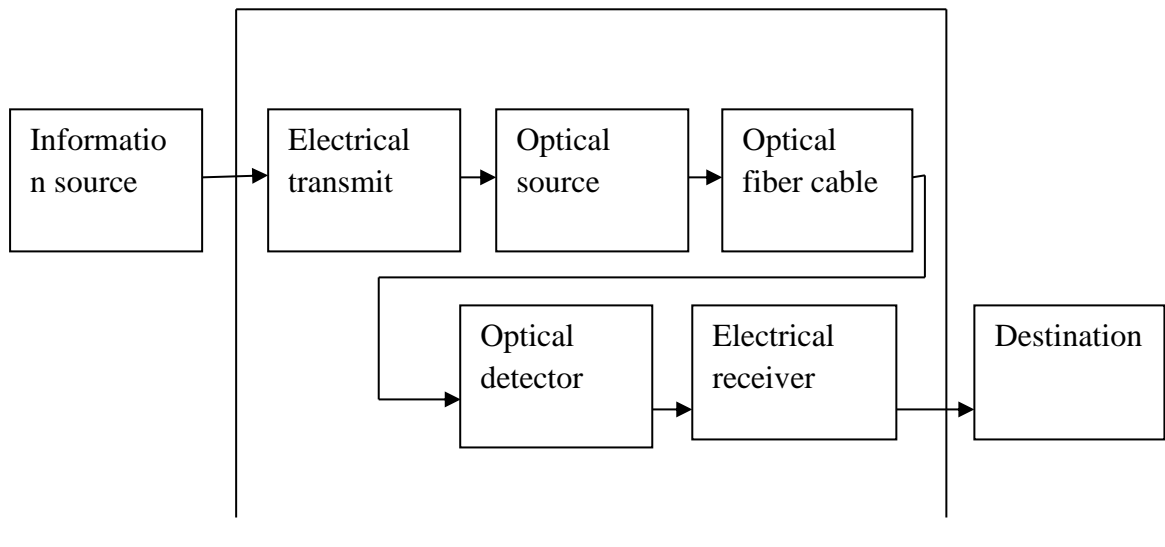 Informatio
n source
Electrical
transmit
Optical
source
Optical
fiber cable
Optical
detector
Electrical
receiver
Destination